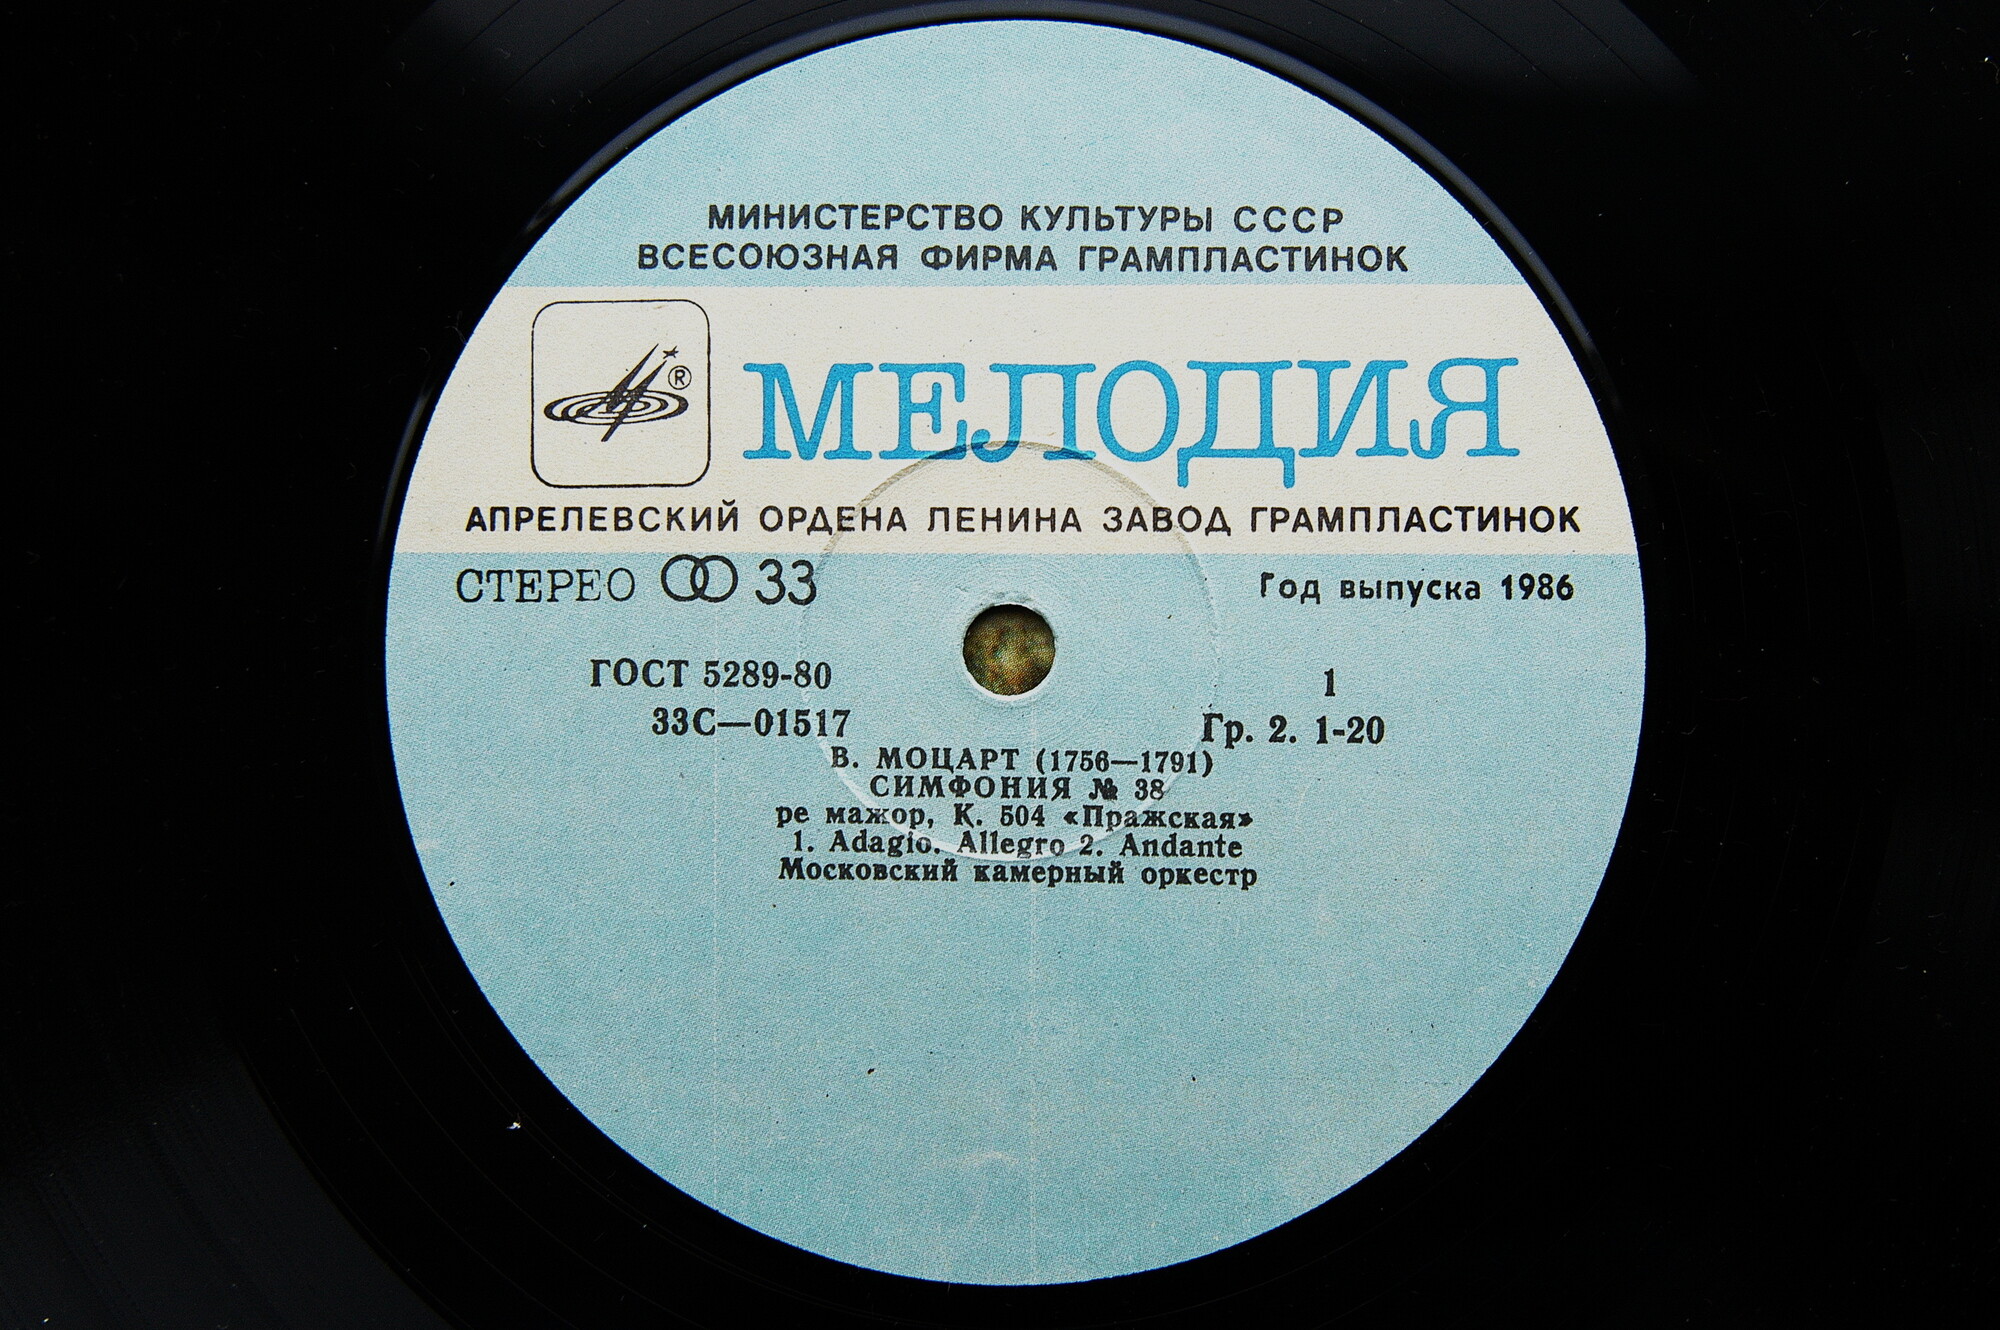 МИНИСТЕРСТВО КУЛЬТУРЫ СССР
ВСЕСОЮЗНАЯ ФИРМА ГРАМПЛАСТИНОК
® МЕЛОДИЯ
АПРЕЛЕВСКИЙ ОРДЕНА ЛЕНИНА ЗАВОД ГРАМПЛАСТИНОК
СТЕРЕО 33 Год выпуска 1986
ГОСТ 5289-80 1
33С—01517 Гр. 2. 1-20
В. МОЦАРТ (1756—1791)
СИМФОНИЯ № 38
ре мажор, К. 504 «Пражская»
1. Adagio. Allegro 2. Andante
Московский камерный оркестр